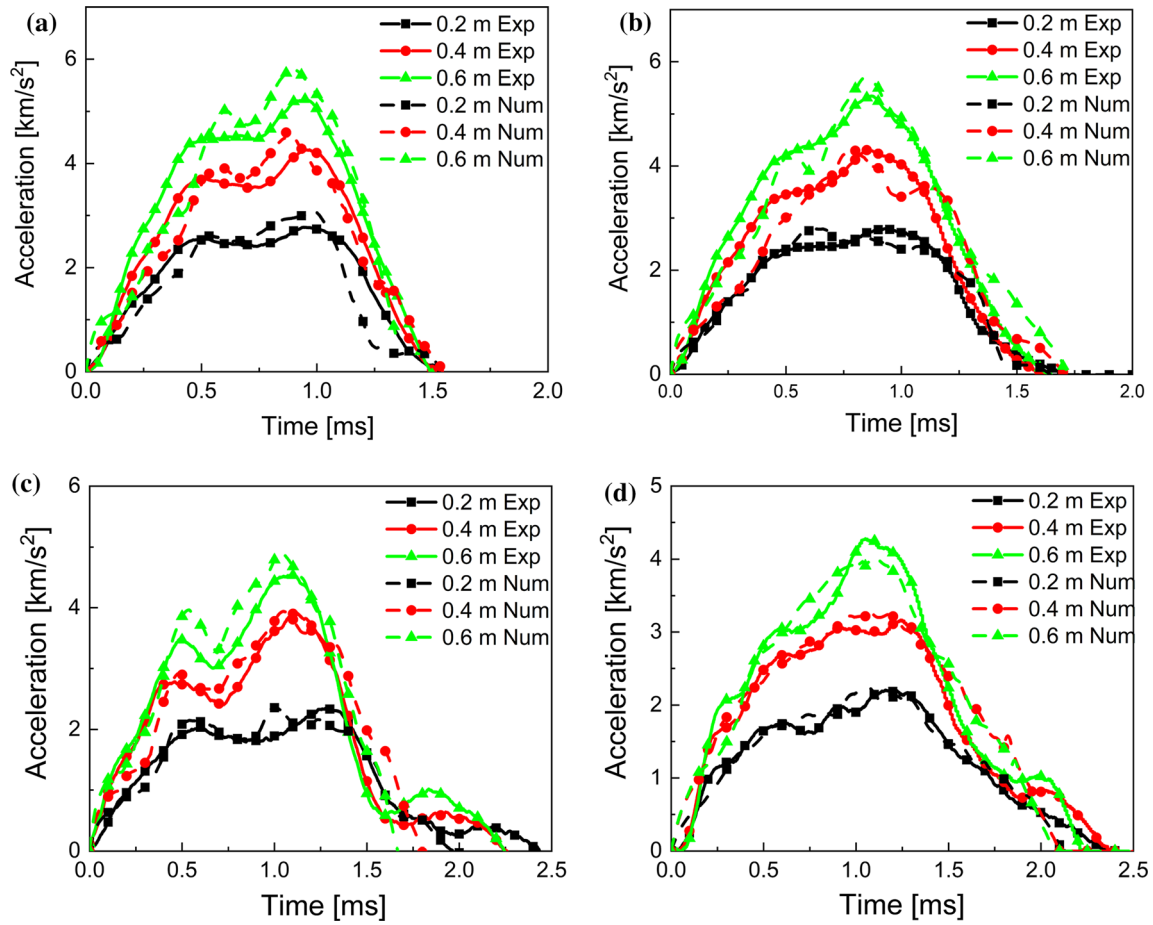 (a)
Acceleration [km/s²]
6
4
2
0
0.2 m Exp
0.4 m Exp
0.6 m Exp
0.2 m Num
0.4 m Num
0.6 m Num
0.0 0.5 1.0 1.5 2.0
Time [ms]
(b)
Acceleration [km/s²]
6
4
2
0
0.2 m Exp
0.4 m Exp
0.6 m Exp
0.2 m Num
0.4 m Num
0.6 m Num
0.0 0.5 1.0 1.5 2.0
Time [ms]
(c)
Acceleration [km/s²]
6
4
2
0
0.2 m Exp
0.4 m Exp
0.6 m Exp
0.2 m Num
0.4 m Num
0.6 m Num
0.0 0.5 1.0 1.5 2.0 2.5
Time [ms]
(d)
Acceleration [km/s²]
5
4
3
2
1
0
0.2 m Exp
0.4 m Exp
0.6 m Exp
0.2 m Num
0.4 m Num
0.6 m Num
0.0 0.5 1.0 1.5 2.0 2.5
Time [ms]